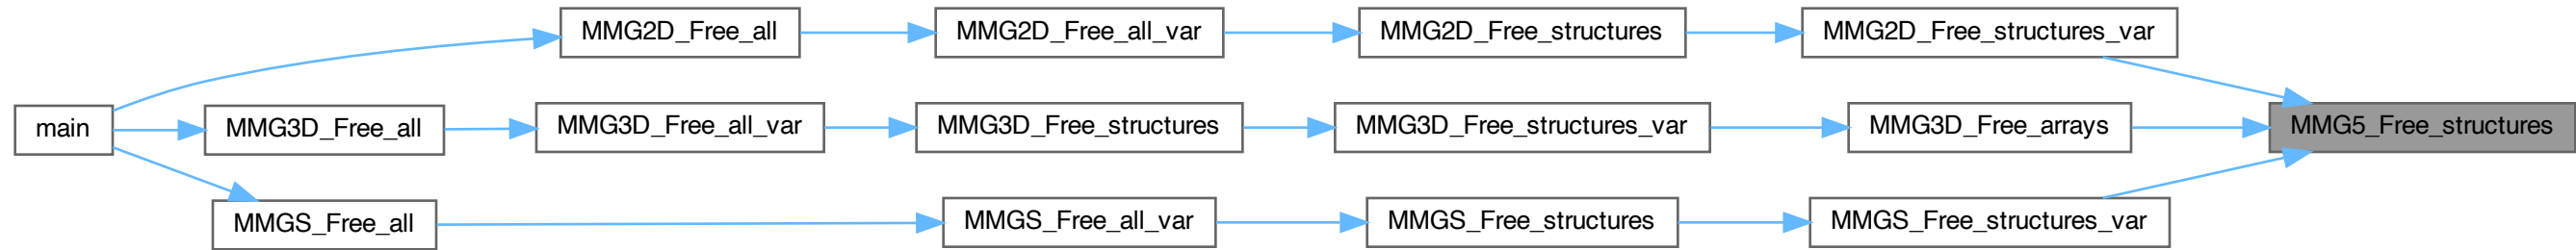 MMG2D_Free_all
MMG2D_Free_all_var
MMG2D_Free_structures
MMG2D_Free_structures_var
main
MMG3D_Free_all
MMG3D_Free_all_var
MMG3D_Free_structures
MMG3D_Free_structures_var
MMG3D_Free_arrays
MMG5_Free_structures
MMGS_Free_all
MMGS_Free_all_var
MMGS_Free_structures
MMGS_Free_structures_var